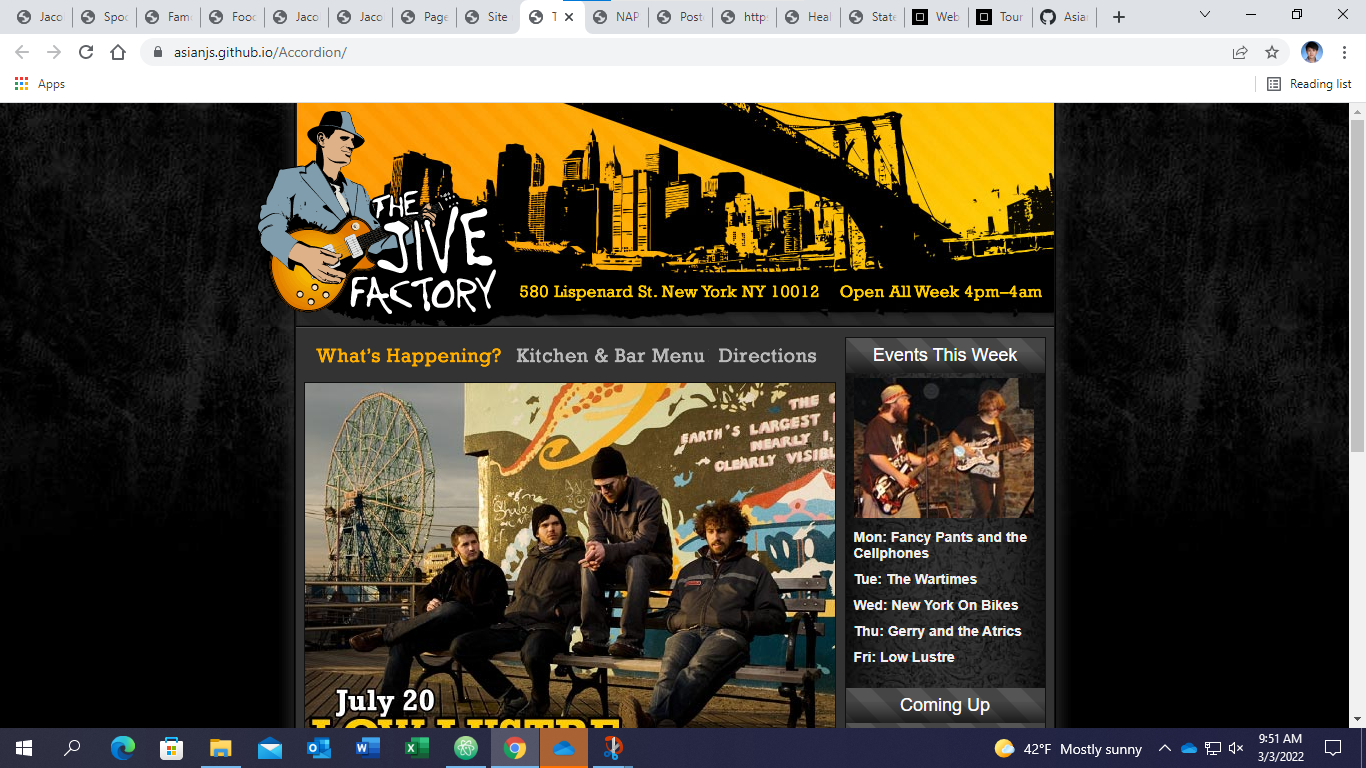 Jaco
Spoo
Fam
Food
Jaco
Jaco
Page
Site
T
NAP
Post
http
Heal
State
Web
Tour
Asia
asianjs.github.io/Accordion/
Apps
Reading list
THE
JIVE
FACTORY
580 Lispenard St. New York NY 10012
Open All Week 4pm–4am
What's Happening?
Kitchen & Bar Menu
Directions
Events This Week
THE
EARTH'S LARGEST
NEARLY 1,
CLEARLY VISIBL
Mon: Fancy Pants and the
Cellphones
Tue: The Wartimes
Wed: New York On Bikes
Thu: Gerry and the Atrics
Fri: Low Lustre
July 20
LOW LUSTRE
Coming Up
42°F Mostly sunny
9:51 AM
3/3/2022